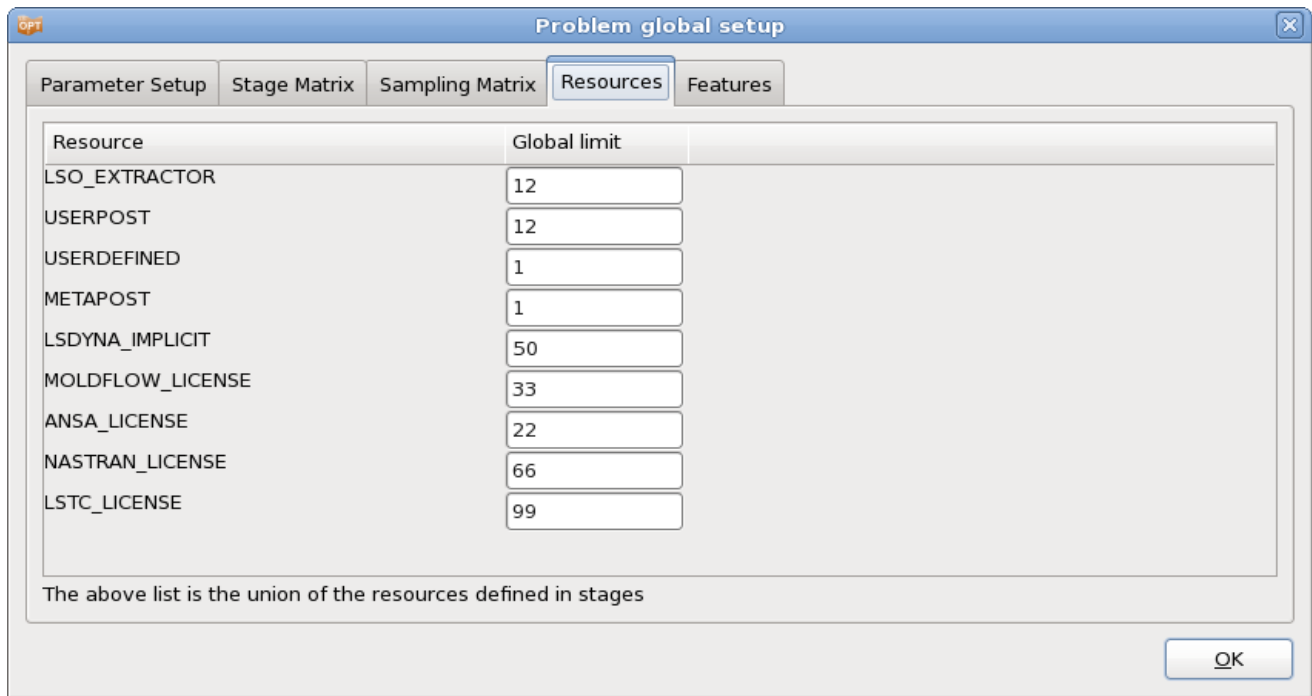 OPT Problem global setup
Parameter Setup Stage Matrix Sampling Matrix Resources Features
Resource Global limit
LSO_EXTRACTOR 12
USERPOST 12
USERDEFINED 1
METAPOST 1
LSDYNA_IMPLICIT 50
MOLDFLOW_LICENSE 33
ANSA_LICENSE 22
NASTRAN_LICENSE 66
LSTC_LICENSE 99
The above list is the union of the resources defined in stages
OK